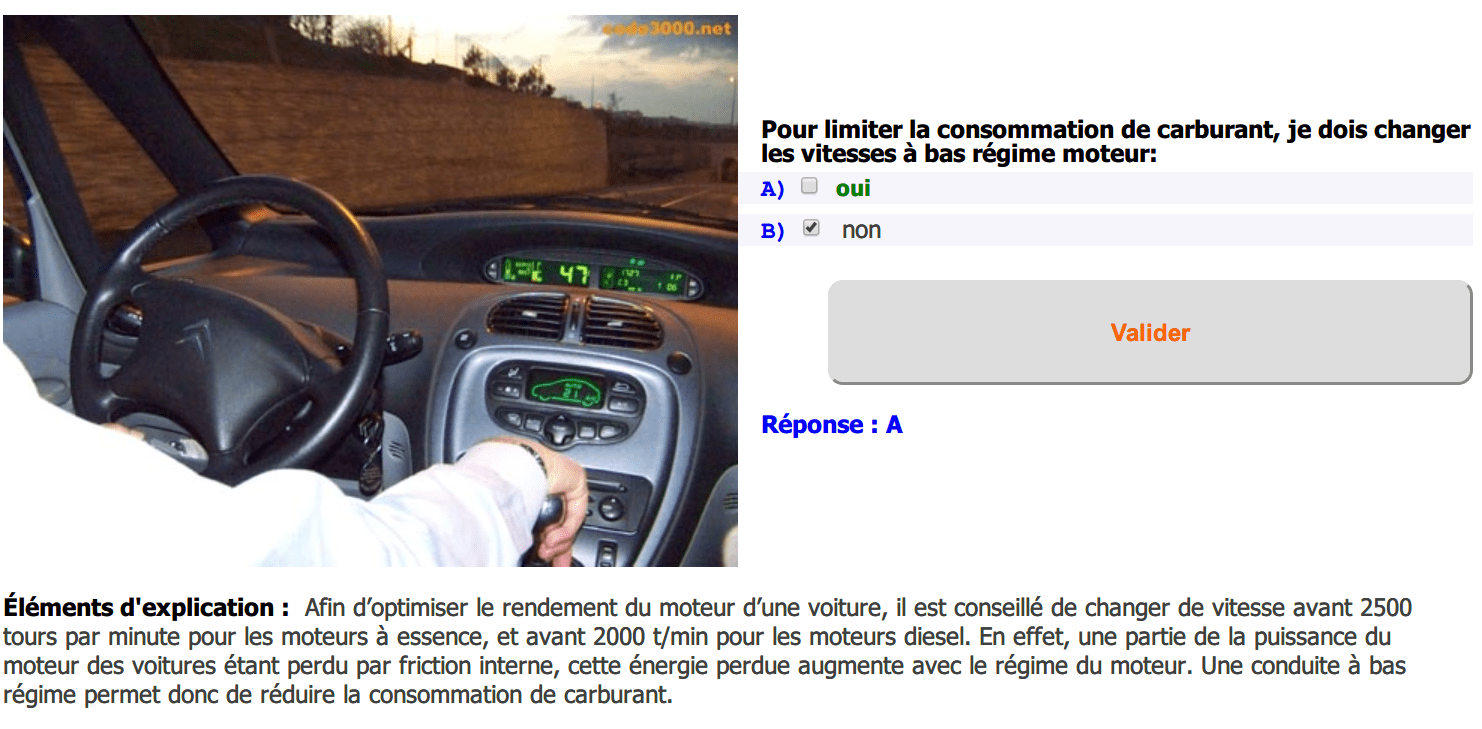 code3000.net
47
AUTO
21
Pour limiter la consommation de carburant, je dois changer
les vitesses à bas régime moteur:
A) oui
B) non
Valider
Réponse : A
Éléments d'explication : Afin d’optimiser le rendement du moteur d’une voiture, il est conseillé de changer de vitesse avant 2500
tours par minute pour les moteurs à essence, et avant 2000 t/min pour les moteurs diesel. En effet, une partie de la puissance du
moteur des voitures étant perdu par friction interne, cette énergie perdue augmente avec le régime du moteur. Une conduite à bas
régime permet donc de réduire la consommation de carburant.